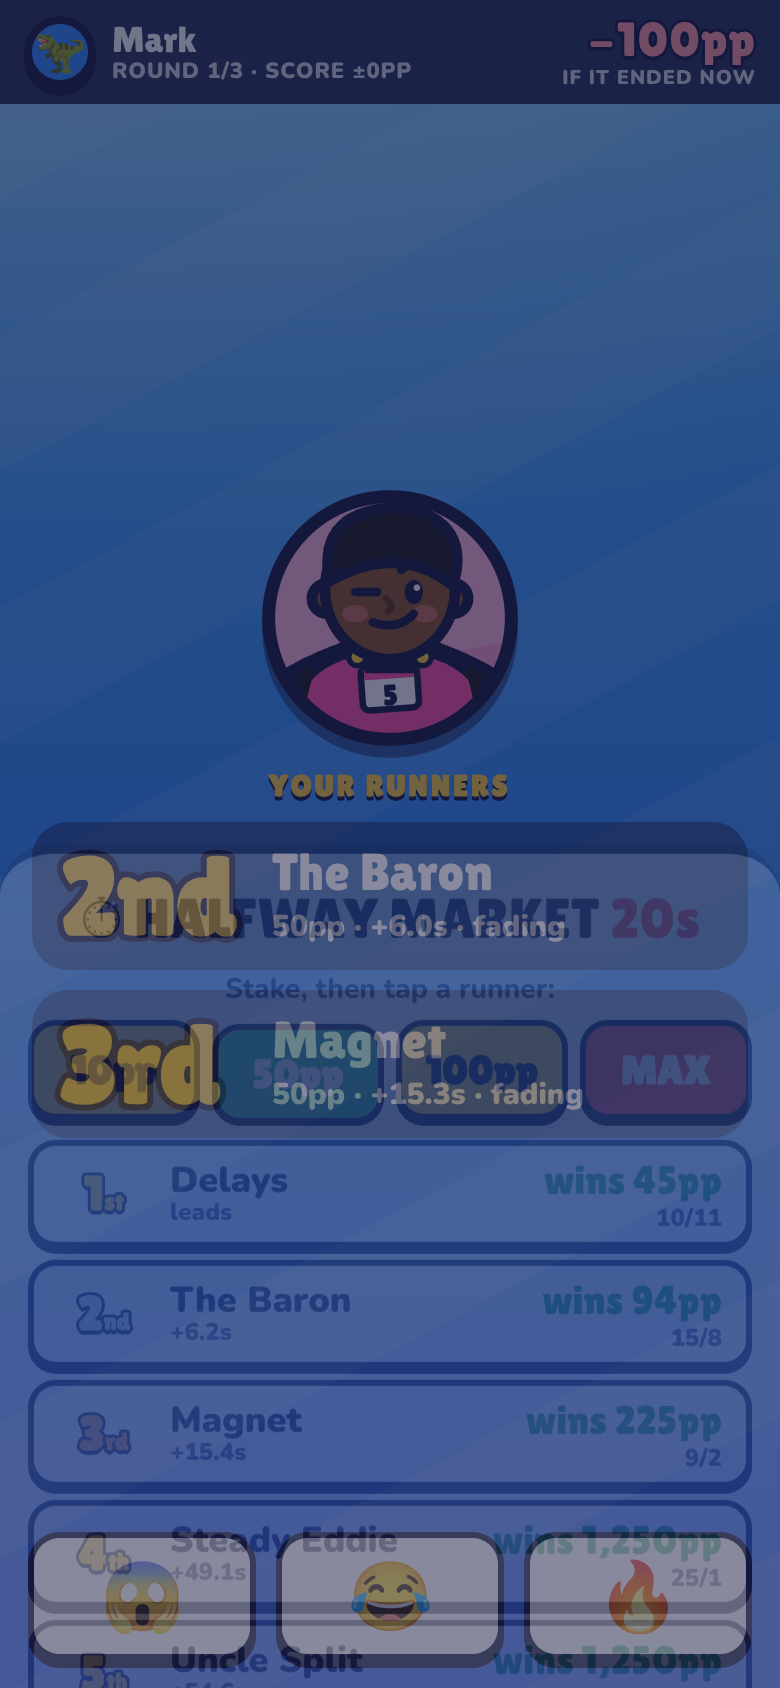 Mark
ROUND 1/3 · SCORE ±0PP
−100pp
IF IT ENDED NOW
5
YOUR RUNNERS
2nd
The Baron
50pp · +6.0s · fading
HALFWAY MARKET 20s
Stake, then tap a runner:
3rd
Magnet
50pp · +15.3s · fading
10pp
50pp
100pp
MAX
1st
Delays
leads
wins 45pp
10/11
2nd
The Baron
+6.2s
wins 94pp
15/8
3rd
Magnet
+15.4s
wins 225pp
9/2
4th
Steady Eddie
+49.1s
wins 1,250pp
25/1
5th
Uncle Split
wins 1,250pp